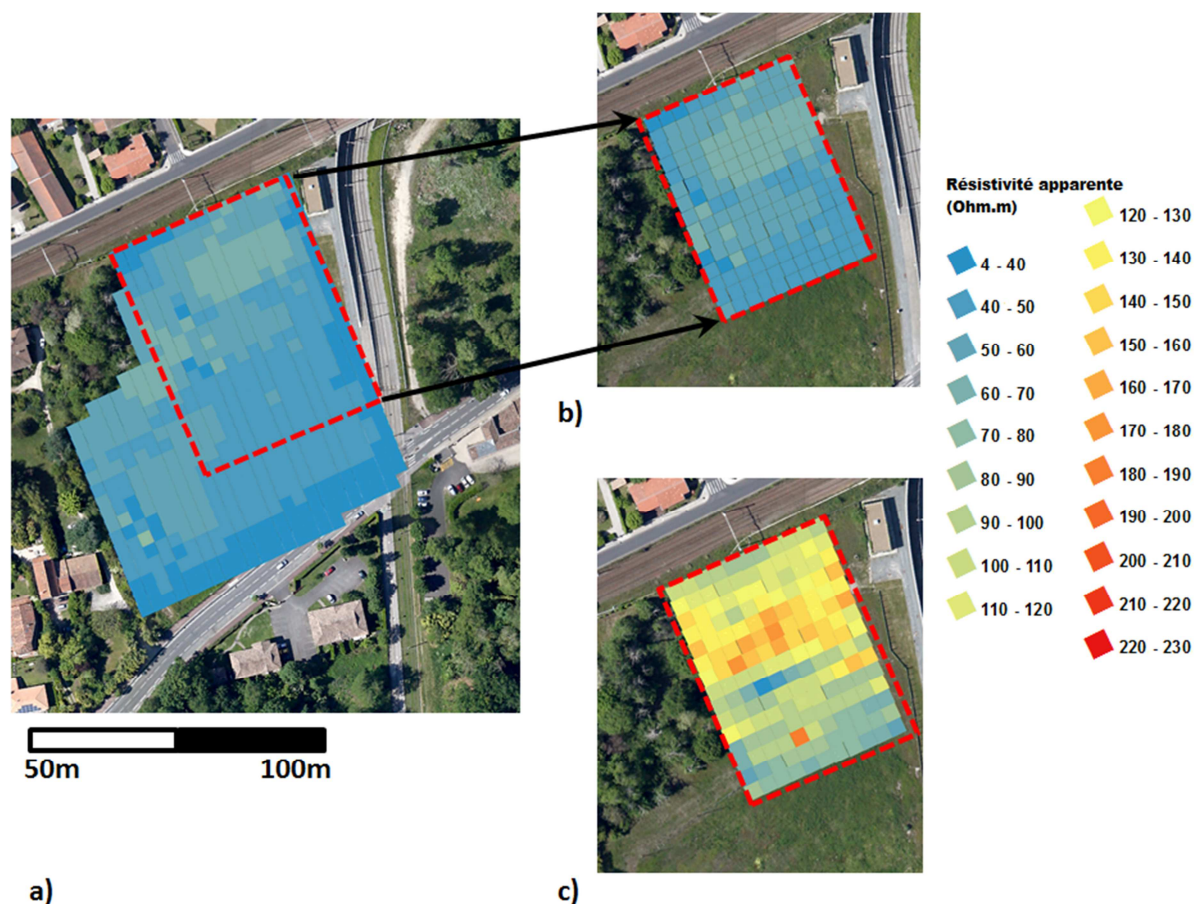 Résistivité apparente
(Ohm.m)
4 - 40
40 - 50
50 - 60
60 - 70
70 - 80
80 - 90
90 - 100
100 - 110
110 - 120
120 - 130
130 - 140
140 - 150
150 - 160
160 - 170
170 - 180
180 - 190
190 - 200
200 - 210
210 - 220
220 - 230
50m 100m
a)
b)
c)